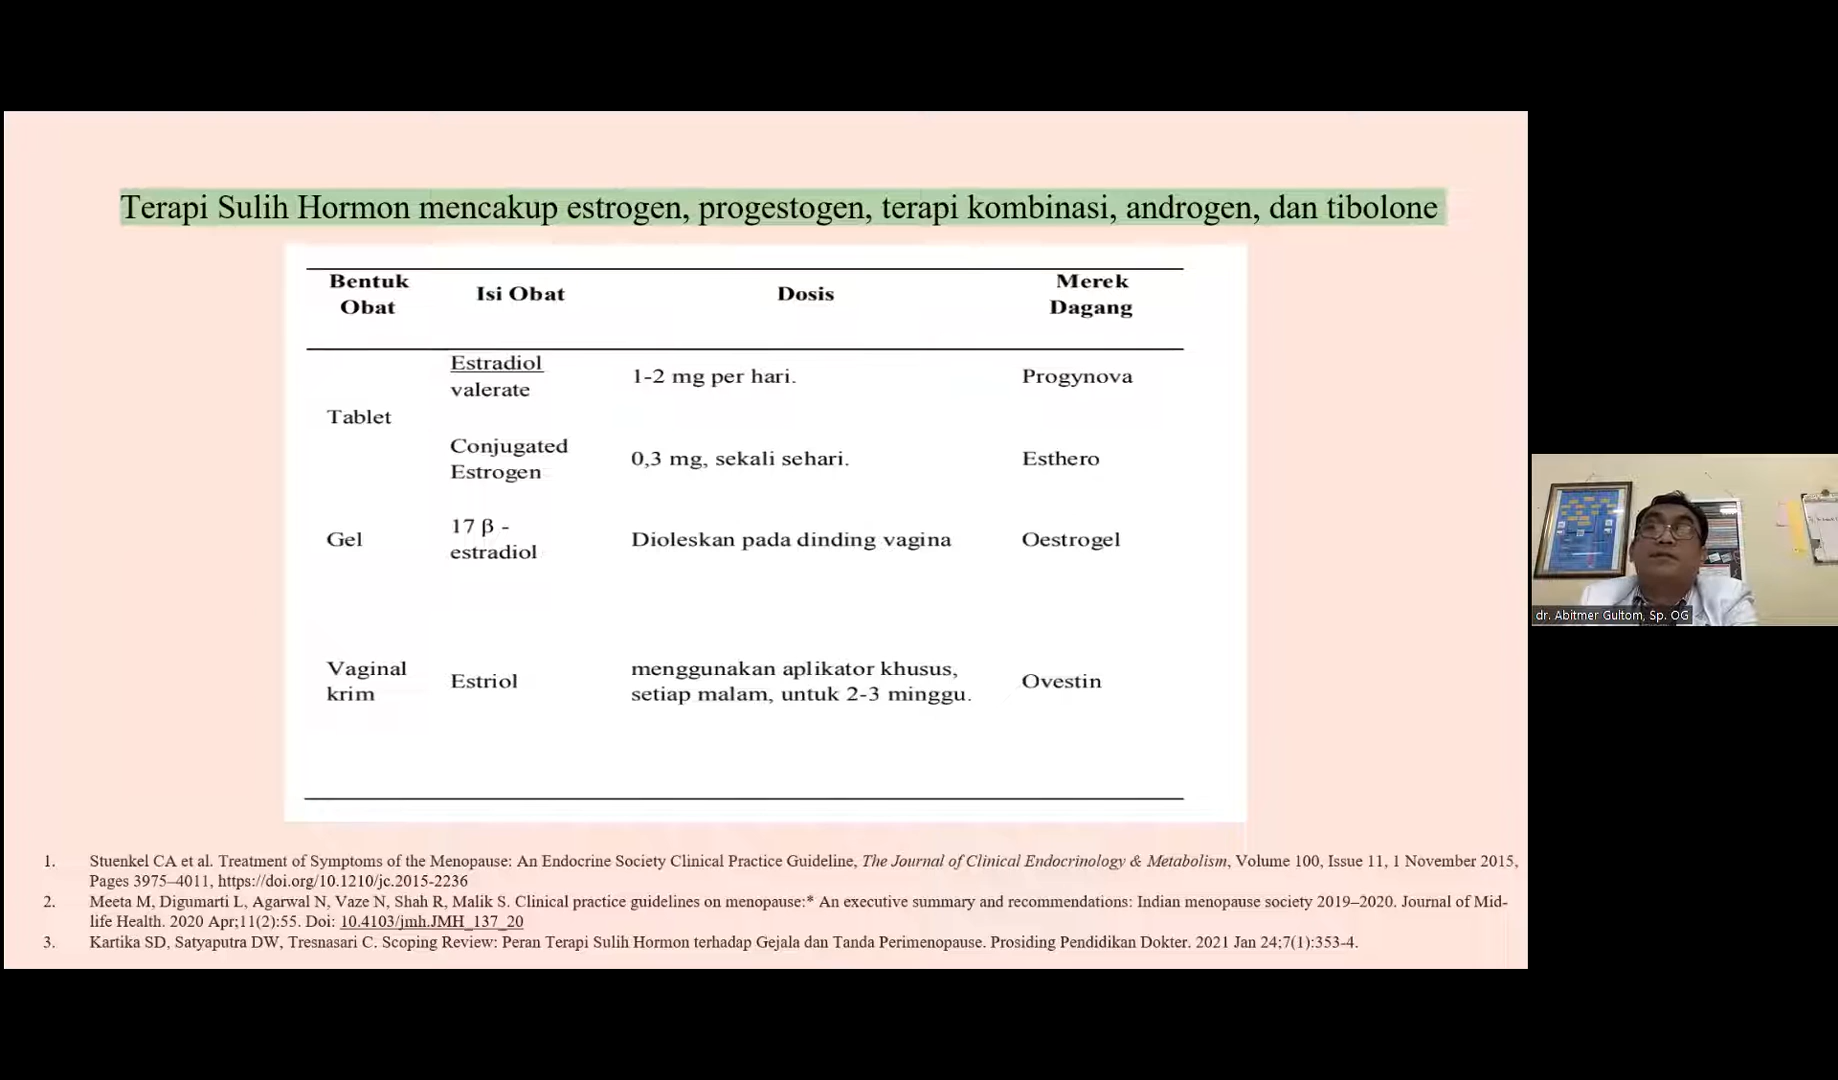 Terapi Sulih Hormon mencakup estrogen, progestogen, terapi kombinasi, androgen, dan tibolone
Bentuk Obat
Isi Obat
Dosis
Merek Dagang
Tablet
Estradiol valerate
1-2 mg per hari.
Progynova
Conjugated Estrogen
0,3 mg, sekali sehari.
Esthero
Gel
17 β - estradiol
Dioleskan pada dinding vagina
Oestrogel
Vaginal krim
Estriol
menggunakan aplikator khusus,
setiap malam, untuk 2-3 minggu.
Ovestin
dr. Abitmer Gultom, Sp. OG
1. Stuenkel CA et al. Treatment of Symptoms of the Menopause: An Endocrine Society Clinical Practice Guideline, The Journal of Clinical Endocrinology & Metabolism, Volume 100, Issue 11, 1 November 2015,
Pages 3975–4011, https://doi.org/10.1210/jc.2015-2236
2. Meeta M, Digumarti L, Agarwal N, Vaze N, Shah R, Malik S. Clinical practice guidelines on menopause:* An executive summary and recommendations: Indian menopause society 2019–2020. Journal of Mid-
life Health. 2020 Apr;11(2):55. Doi: 10.4103/jmh.JMH_137_20
3. Kartika SD, Satyaputra DW, Tresnasari C. Scoping Review: Peran Terapi Sulih Hormon terhadap Gejala dan Tanda Perimenopause. Prosiding Pendidikan Dokter. 2021 Jan 24;7(1):353-4.